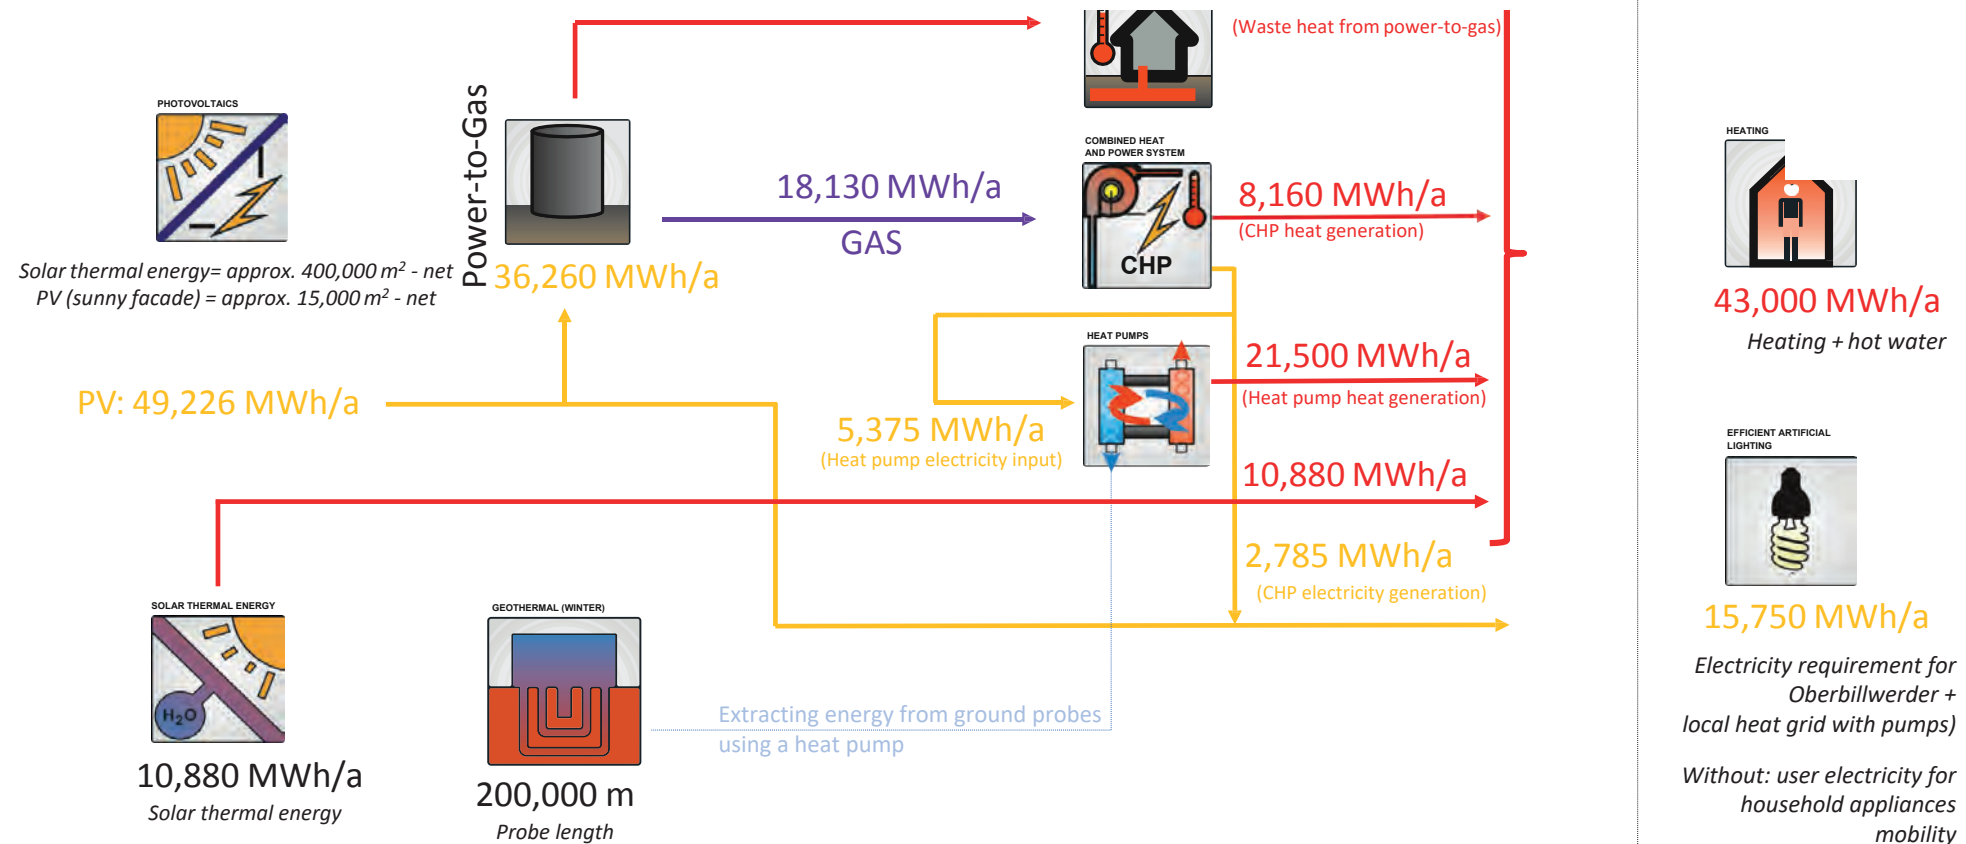 (Waste heat from power-to-gas)
PHOTOVOLTAICS
Power-to-Gas
COMBINED HEAT
AND POWER SYSTEM
HEATING
18,130 MWh/a
GAS
8,160 MWh/a
(CHP heat generation)
CHP
Solar thermal energy= approx. 400,000 m² - net
PV (sunny facade) = approx. 15,000 m² - net
36,260 MWh/a
43,000 MWh/a
Heating + hot water
HEAT PUMPS
21,500 MWh/a
(Heat pump heat generation)
PV: 49,226 MWh/a
5,375 MWh/a
(Heat pump electricity input)
EFFICIENT ARTIFICIAL
LIGHTING
10,880 MWh/a
2,785 MWh/a
(CHP electricity generation)
SOLAR THERMAL ENERGY
GEOTHERMAL (WINTER)
H₂O
15,750 MWh/a
Electricity requirement for
Oberbillwerder +
local heat grid with pumps)
Extracting energy from ground probes
using a heat pump
10,880 MWh/a
Solar thermal energy
200,000 m
Probe length
Without: user electricity for
household appliances
mobility